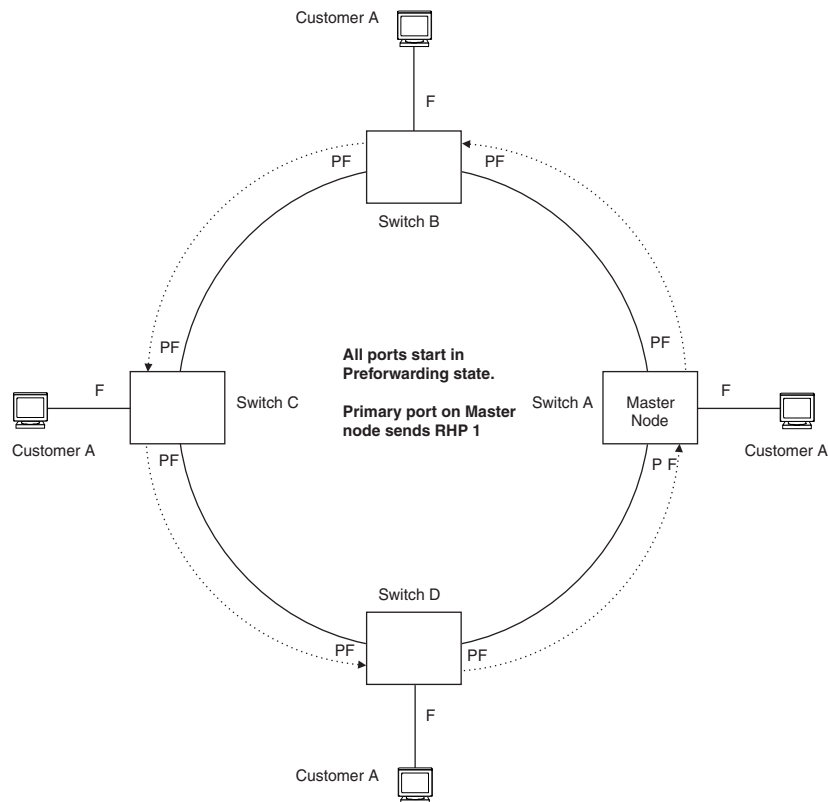 Customer A
F
PF
PF
Switch B
PF
PF
All ports start in
Preforwarding state.
Primary port on Master
node sends RHP 1
F
Switch C
Switch A
Master
Node
F
Customer A
Customer A
PF
P F
Switch D
PF
PF
F
Customer A